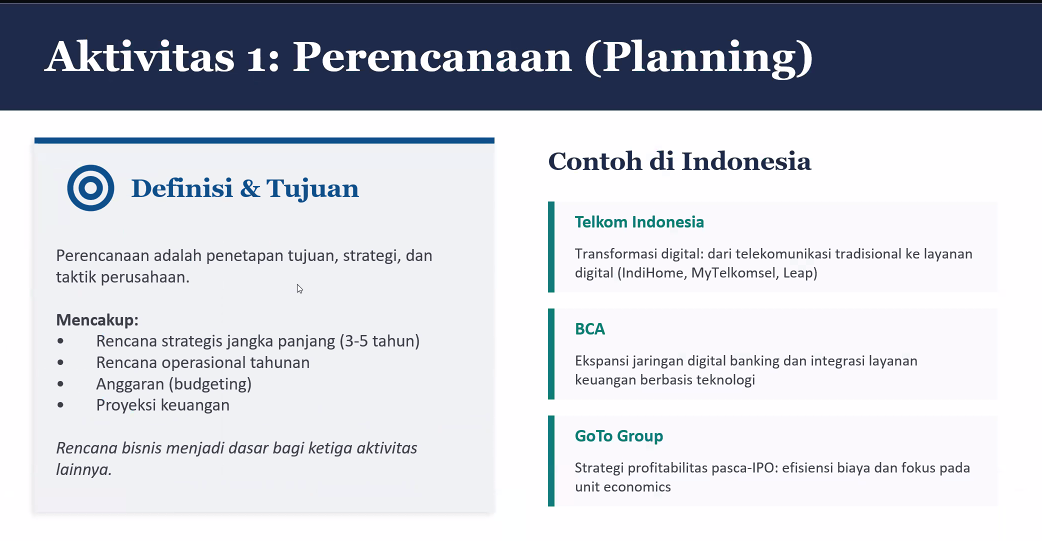 Aktivitas 1: Perencanaan (Planning)
Definisi & Tujuan
Perencanaan adalah penetapan tujuan, strategi, dan
taktik perusahaan.
Mencakup:
• Rencana strategis jangka panjang (3-5 tahun)
• Rencana operasional tahunan
• Anggaran (budgeting)
• Proyeksi keuangan
Rencana bisnis menjadi dasar bagi ketiga aktivitas
lainnya.
Contoh di Indonesia
Telkom Indonesia
Transformasi digital: dari telekomunikasi tradisional ke layanan
digital (IndiHome, MyTelkomsel, Leap)
BCA
Ekspansi jaringan digital banking dan integrasi layanan
keuangan berbasis teknologi
GoTo Group
Strategi profitabilitas pasca-IPO: efisiensi biaya dan fokus pada
unit economics